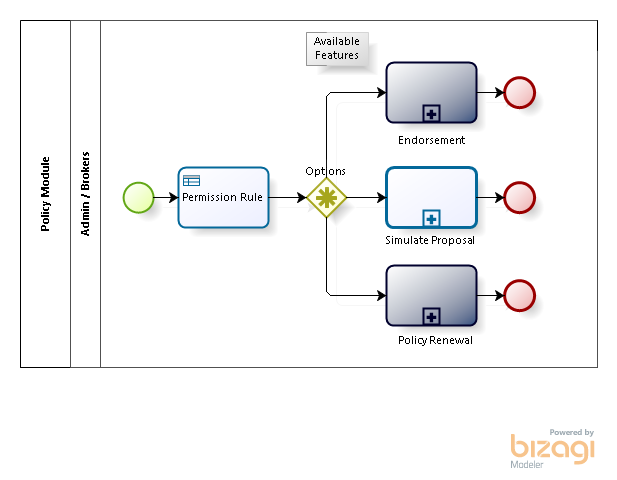 Policy Module
Admin / Brokers
Available
Features
Endorsement
Options
Permission Rule
Simulate Proposal
Policy Renewal
Powered by
bizagi
Modeler